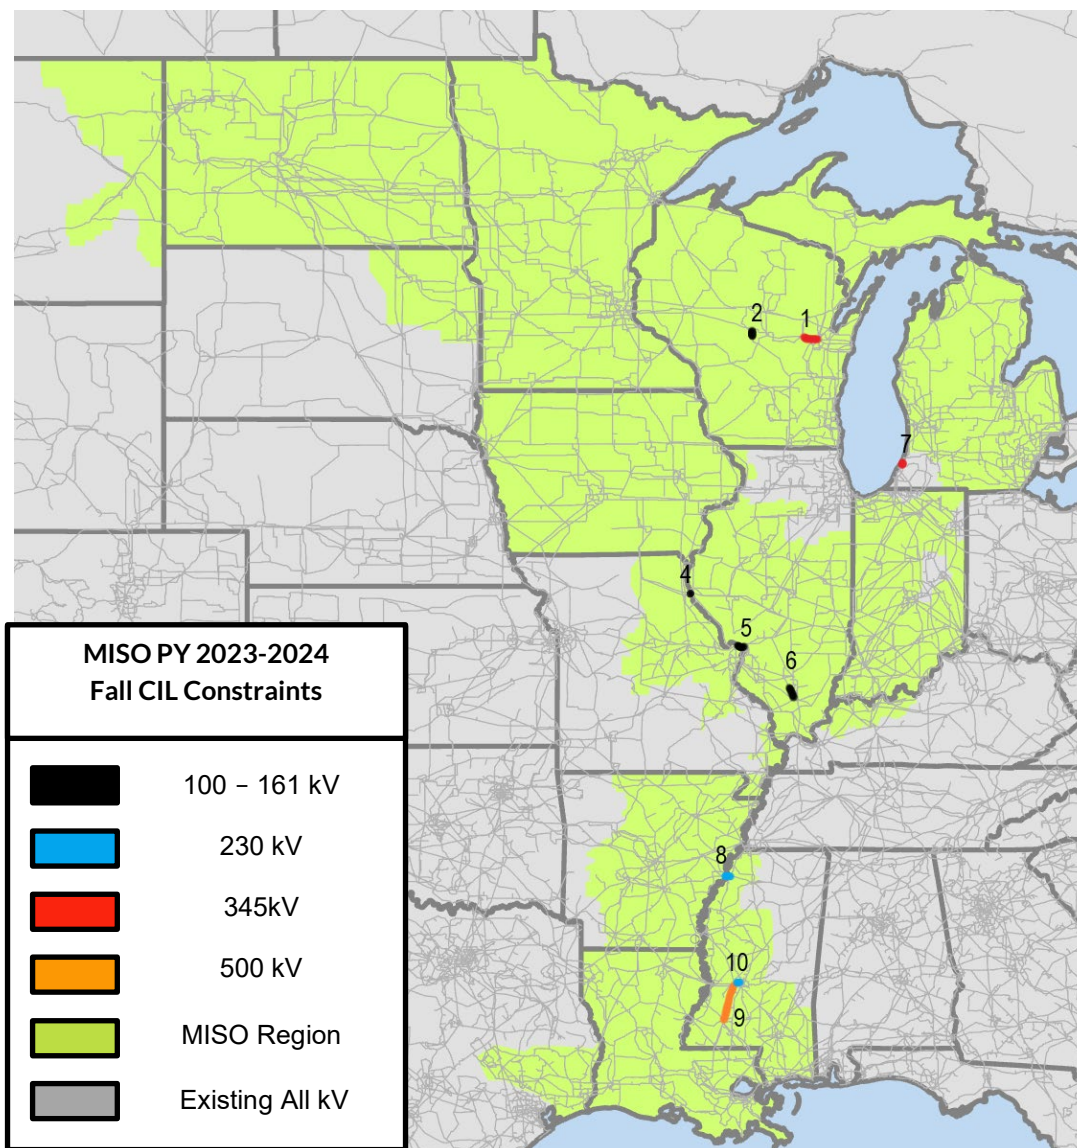 2
1
7
4
5
6
8
10
9
MISO PY 2023-2024
Fall CIL Constraints
100 – 161 kV
230 kV
345kV
500 kV
MISO Region
Existing All kV